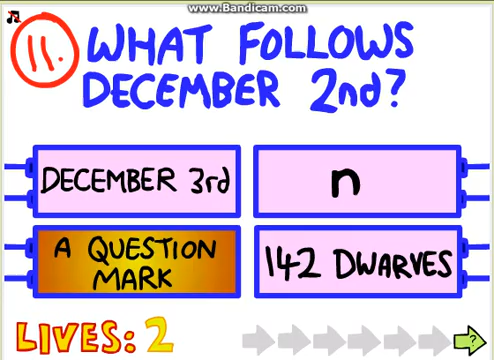 www.Bandicam.com
11. WHAT FOLLOWS
DECEMBER 2nd?
DECEMBER 3rd
n
A QUESTION
MARK
142 DWARVES
LIVES: 2
?